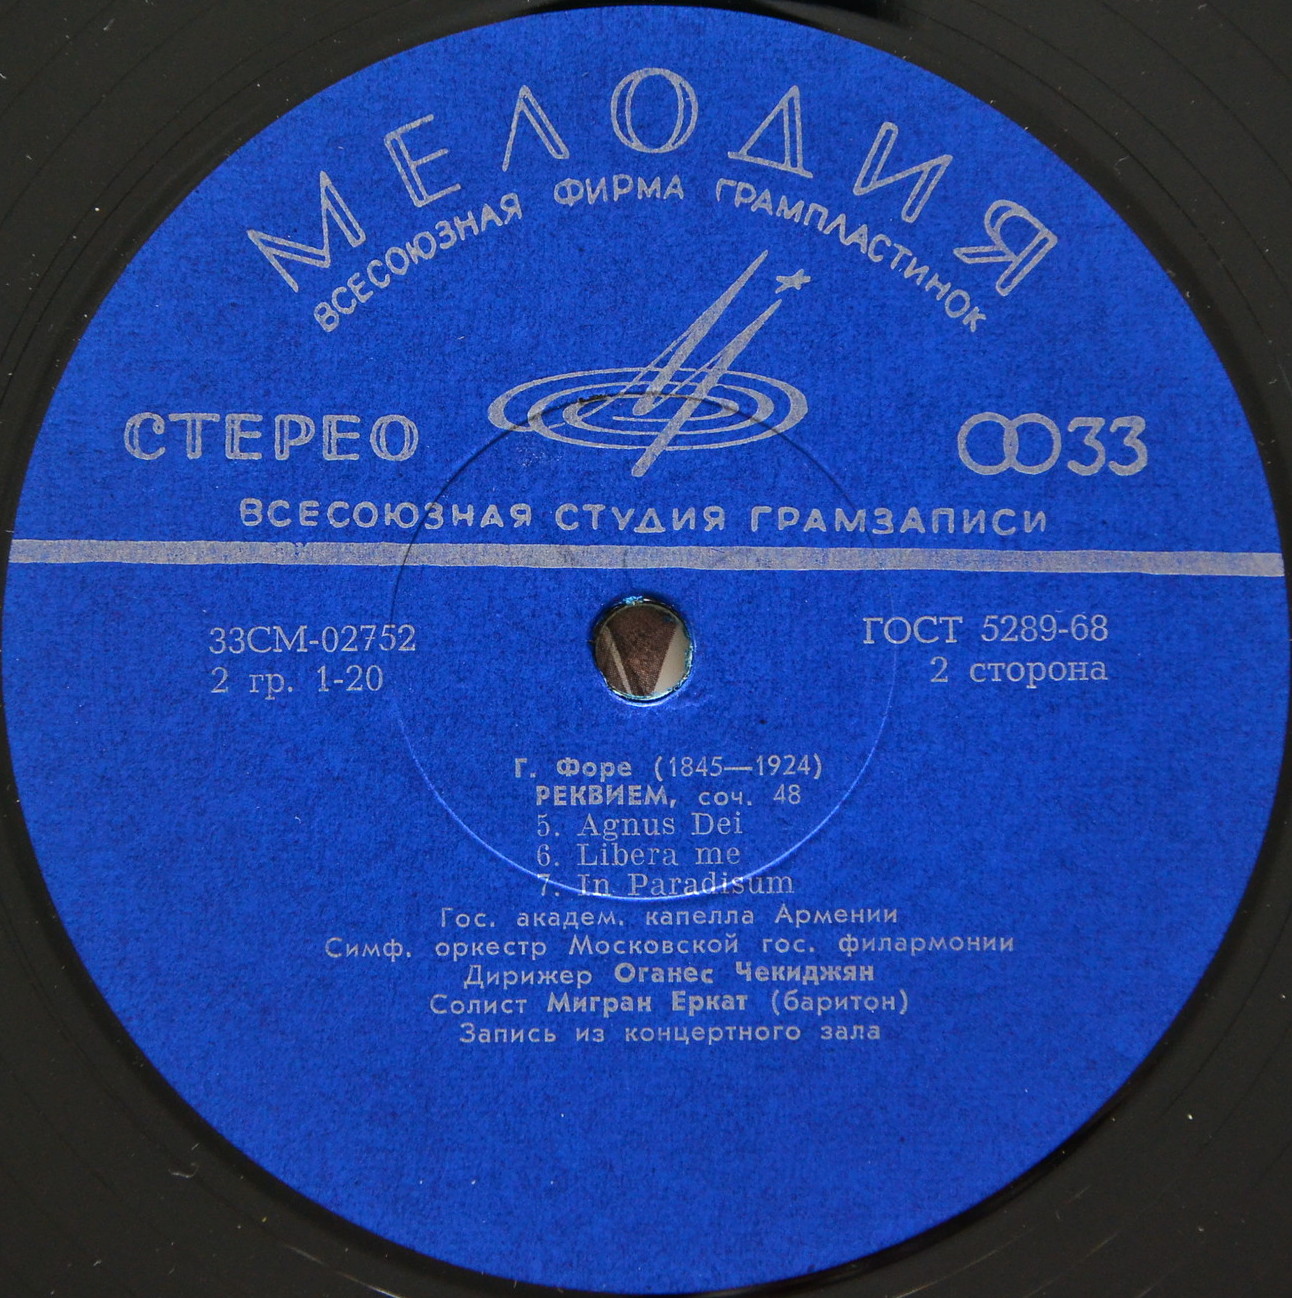 МЕЛОДИЯ
ВСЕСОЮЗНАЯ ФИРМА ГРАМПЛАСТИНОК
СТЕРЕО
33
ВСЕСОЮЗНАЯ СТУДИЯ ГРАМЗАПИСИ
33СМ-02752
2 гр. 1-20
ГОСТ 5289-68
2 сторона
Г. Форе (1845—1924)
РЕКВИЕМ, соч. 48
5. Agnus Dei
6. Libera me
7. In Paradisum
Гос. академ. капелла Армении
Симф. оркестр Московской гос. филармонии
Дирижер Оганес Чекиджян
Солист Мигран Еркат (баритон)
Запись из концертного зала